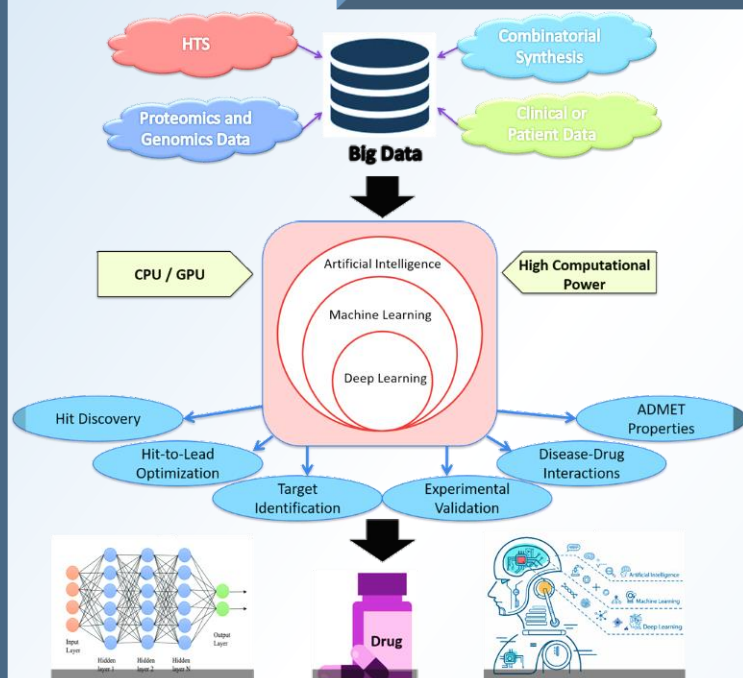 HTS
Combinatorial
Synthesis
Proteomics and
Genomics Data
Clinical or
Patient Data
Big Data
CPU / GPU
High Computational
Power
Artificial Intelligence
Machine Learning
Deep Learning
Hit Discovery
ADMET
Properties
Hit-to-Lead
Optimization
Disease-Drug
Interactions
Target
Identification
Experimental
Validation
Input
Layer
Hidden
layer 1
Hidden
layer 2
Hidden
layer N
Output
Layer
Drug
Artificial Intelligence
Machine Learning
Deep Learning